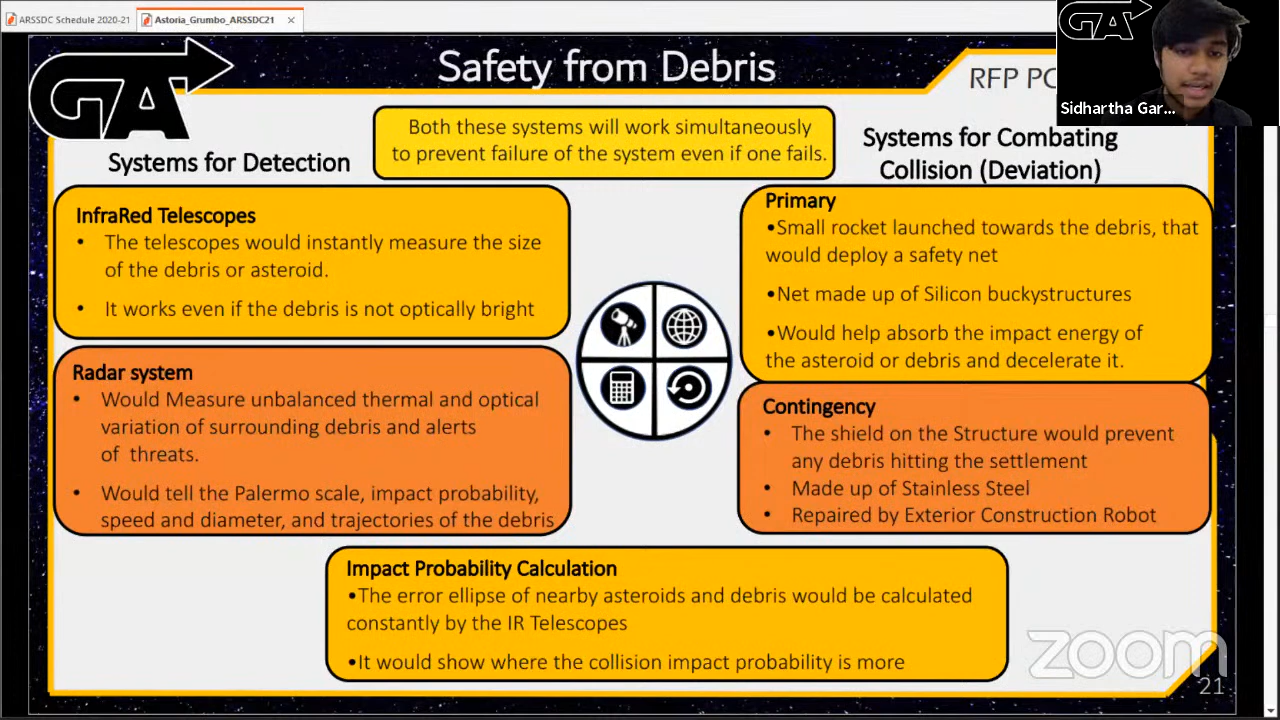 ARSSDC Schedule 2020-21
Astoria_Grumbo_ARSSDC21
GA
GA
Safety from Debris
RFP PO
Sidhartha Gar...
Both these systems will work simultaneously
to prevent failure of the system even if one fails.
Systems for Detection
InfraRed Telescopes
• The telescopes would instantly measure the size
of the debris or asteroid.
• It works even if the debris is not optically bright
Radar system
• Would Measure unbalanced thermal and optical
variation of surrounding debris and alerts
of threats.
• Would tell the Palermo scale, impact probability,
speed and diameter, and trajectories of the debris
Systems for Combating
Collision (Deviation)
Primary
•Small rocket launched towards the debris, that
would deploy a safety net
•Net made up of Silicon buckystructures
•Would help absorb the impact energy of
the asteroid or debris and decelerate it.
Contingency
• The shield on the Structure would prevent
any debris hitting the settlement
• Made up of Stainless Steel
• Repaired by Exterior Construction Robot
Impact Probability Calculation
•The error ellipse of nearby asteroids and debris would be calculated
constantly by the IR Telescopes
•It would show where the collision impact probability is more
zoom
21